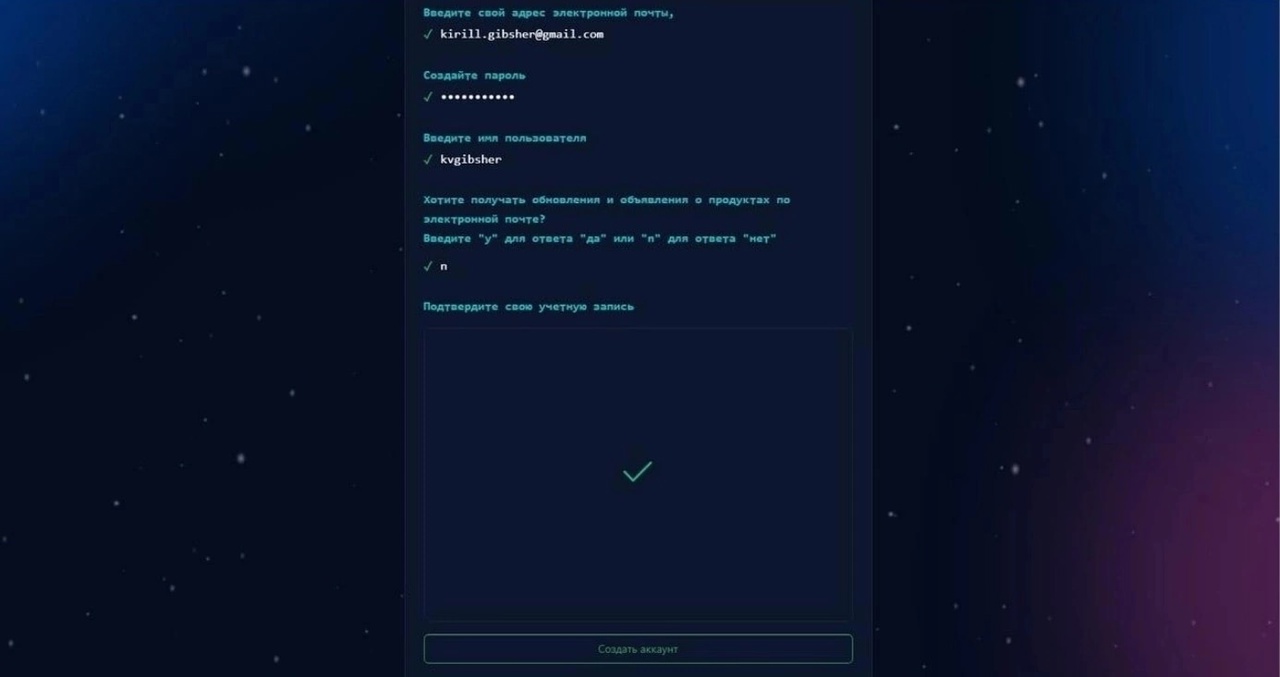 Введите свой адрес электронной почты,
✓ kirill.gibsher@gmail.com
Создайте пароль
✓ •••••••••••
Введите имя пользователя
✓ kvgibsher
Хотите получать обновления и объявления о продуктах по
электронной почте?
Введите "y" для ответа "да" или "n" для ответа "нет"
✓ n
Подтвердите свою учетную запись
Создать аккаунт